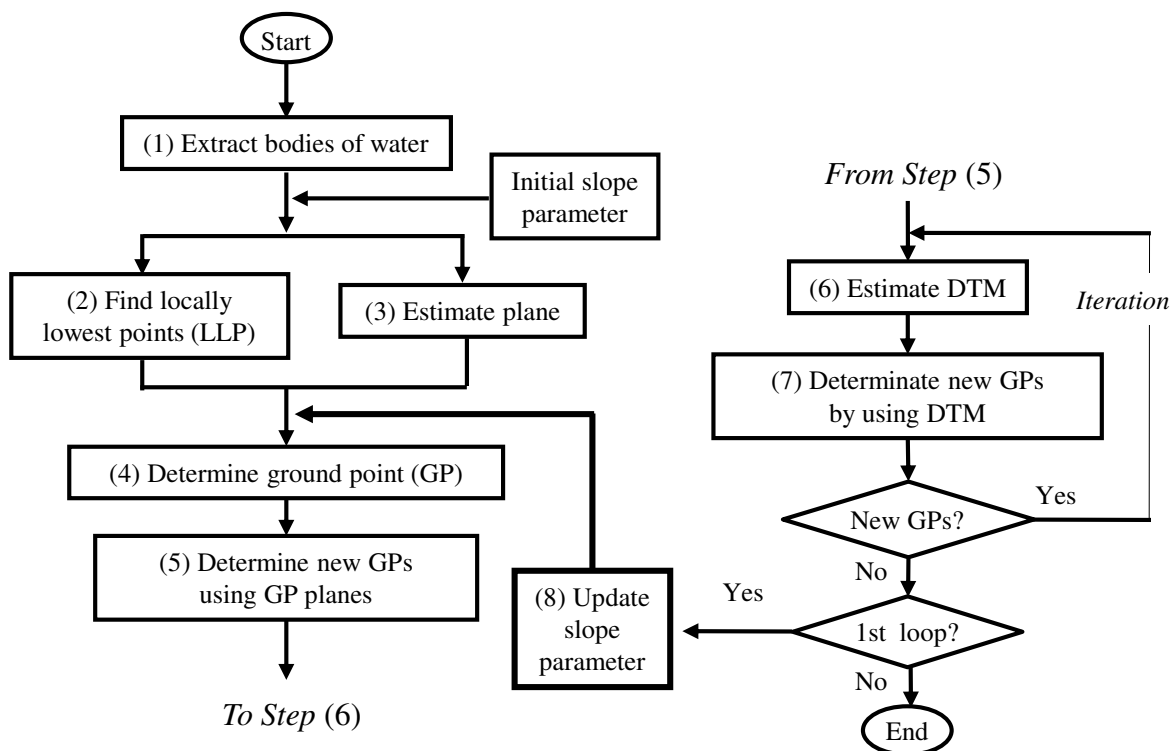 Start
(1) Extract bodies of water
Initial slope
parameter
(2) Find locally
lowest points (LLP)
(3) Estimate plane
(4) Determine ground point (GP)
(5) Determine new GPs
using GP planes
To Step (6)
From Step (5)
(6) Estimate DTM
Iteration
(7) Determinate new GPs
by using DTM
New GPs?
Yes
No
1st loop?
Yes
(8) Update
slope
parameter
No
End